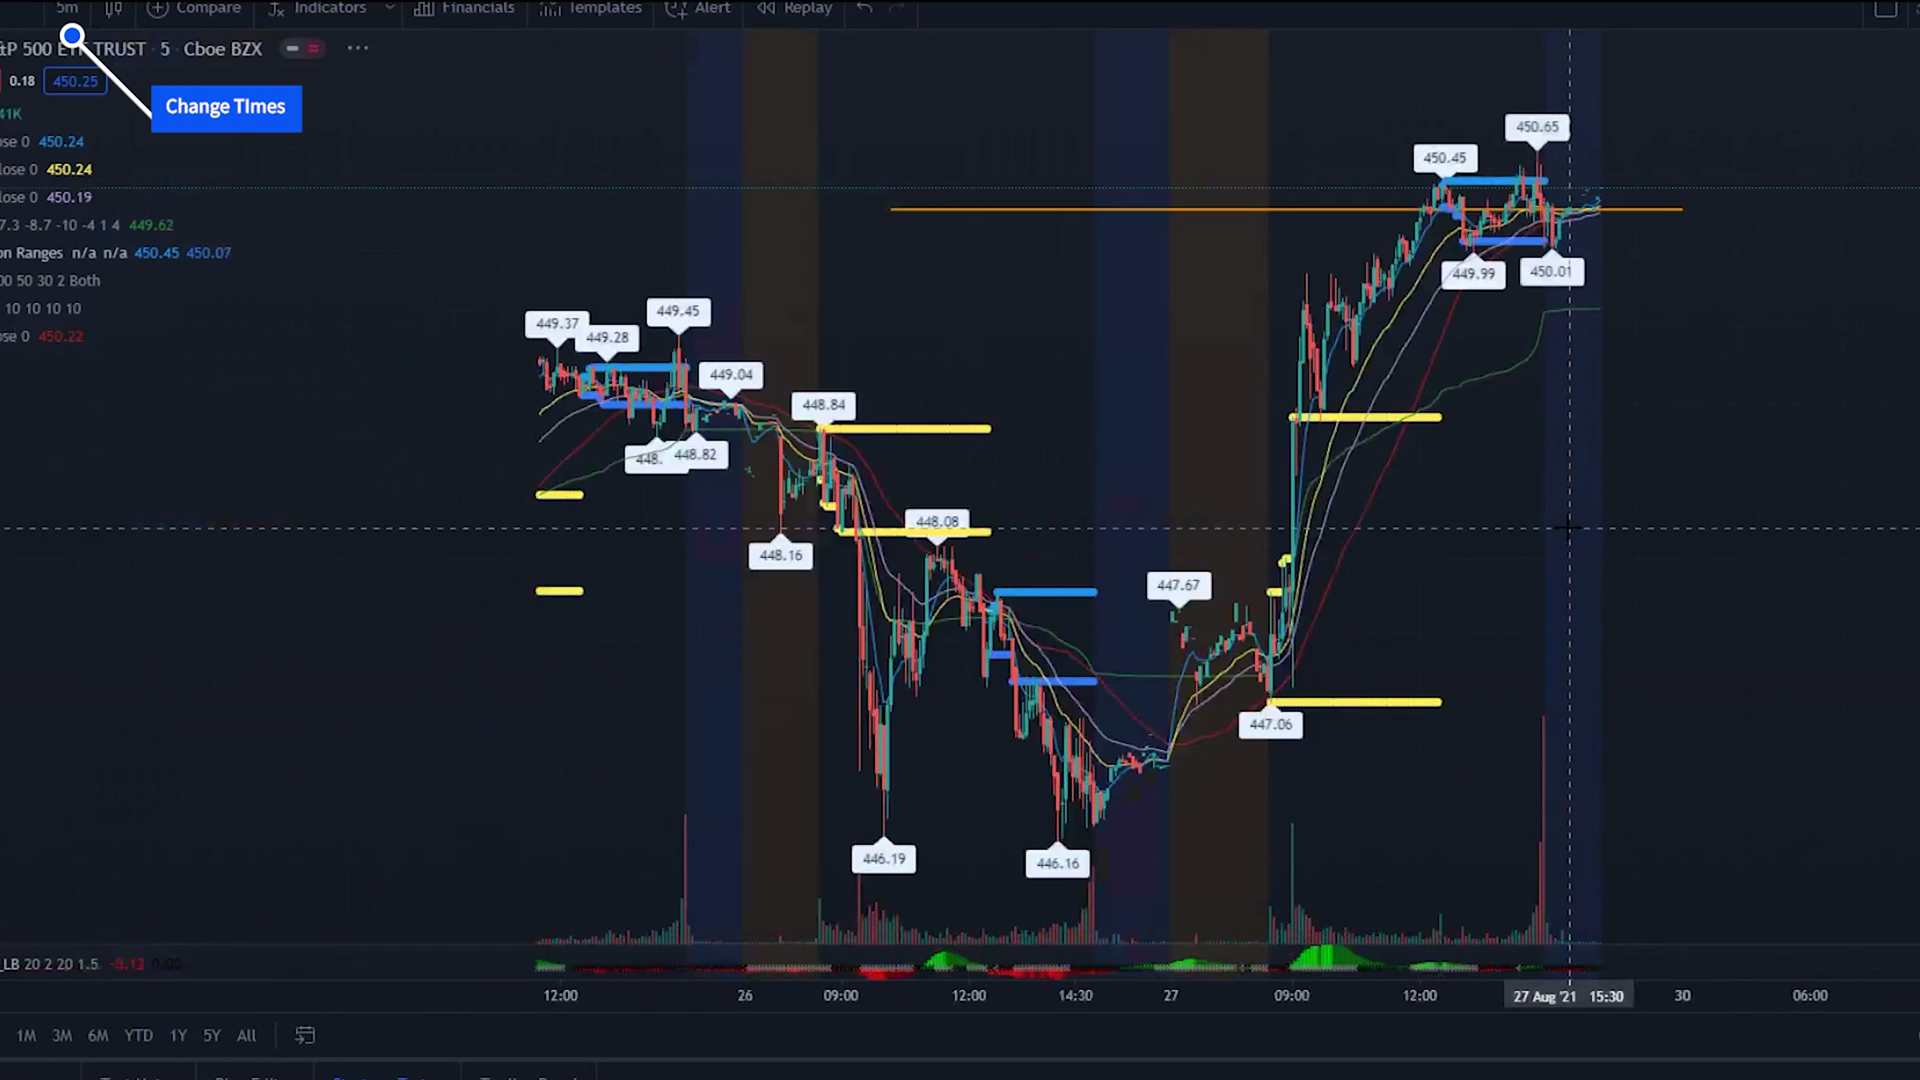 5m Compare Indicators Financials Templates Alert Replay
P 500 ETF TRUST · 5 · Cboe BZX
0.18 450.25
Change TImes
41K
0 450.24
lose 0 450.24
lose 0 450.19
7.3 -8.7 -10 -4 1 4 449.62
Ranges n/a n/a 450.45 450.07
50 30 2 Both
10 10 10 10
0 450.22
450.65
450.45
449.99
450.01
449.37
449.28
449.45
449.04
448.84
448.
448.82
448.08
448.16
447.67
447.06
446.19
446.16
LB 20 2 20 1.5 -0.13 0.00
12:00 26 09:00 12:00 14:30 27 09:00 12:00 27 Aug '21 15:30 30 06:00
1M 3M 6M YTD 1Y 5Y All